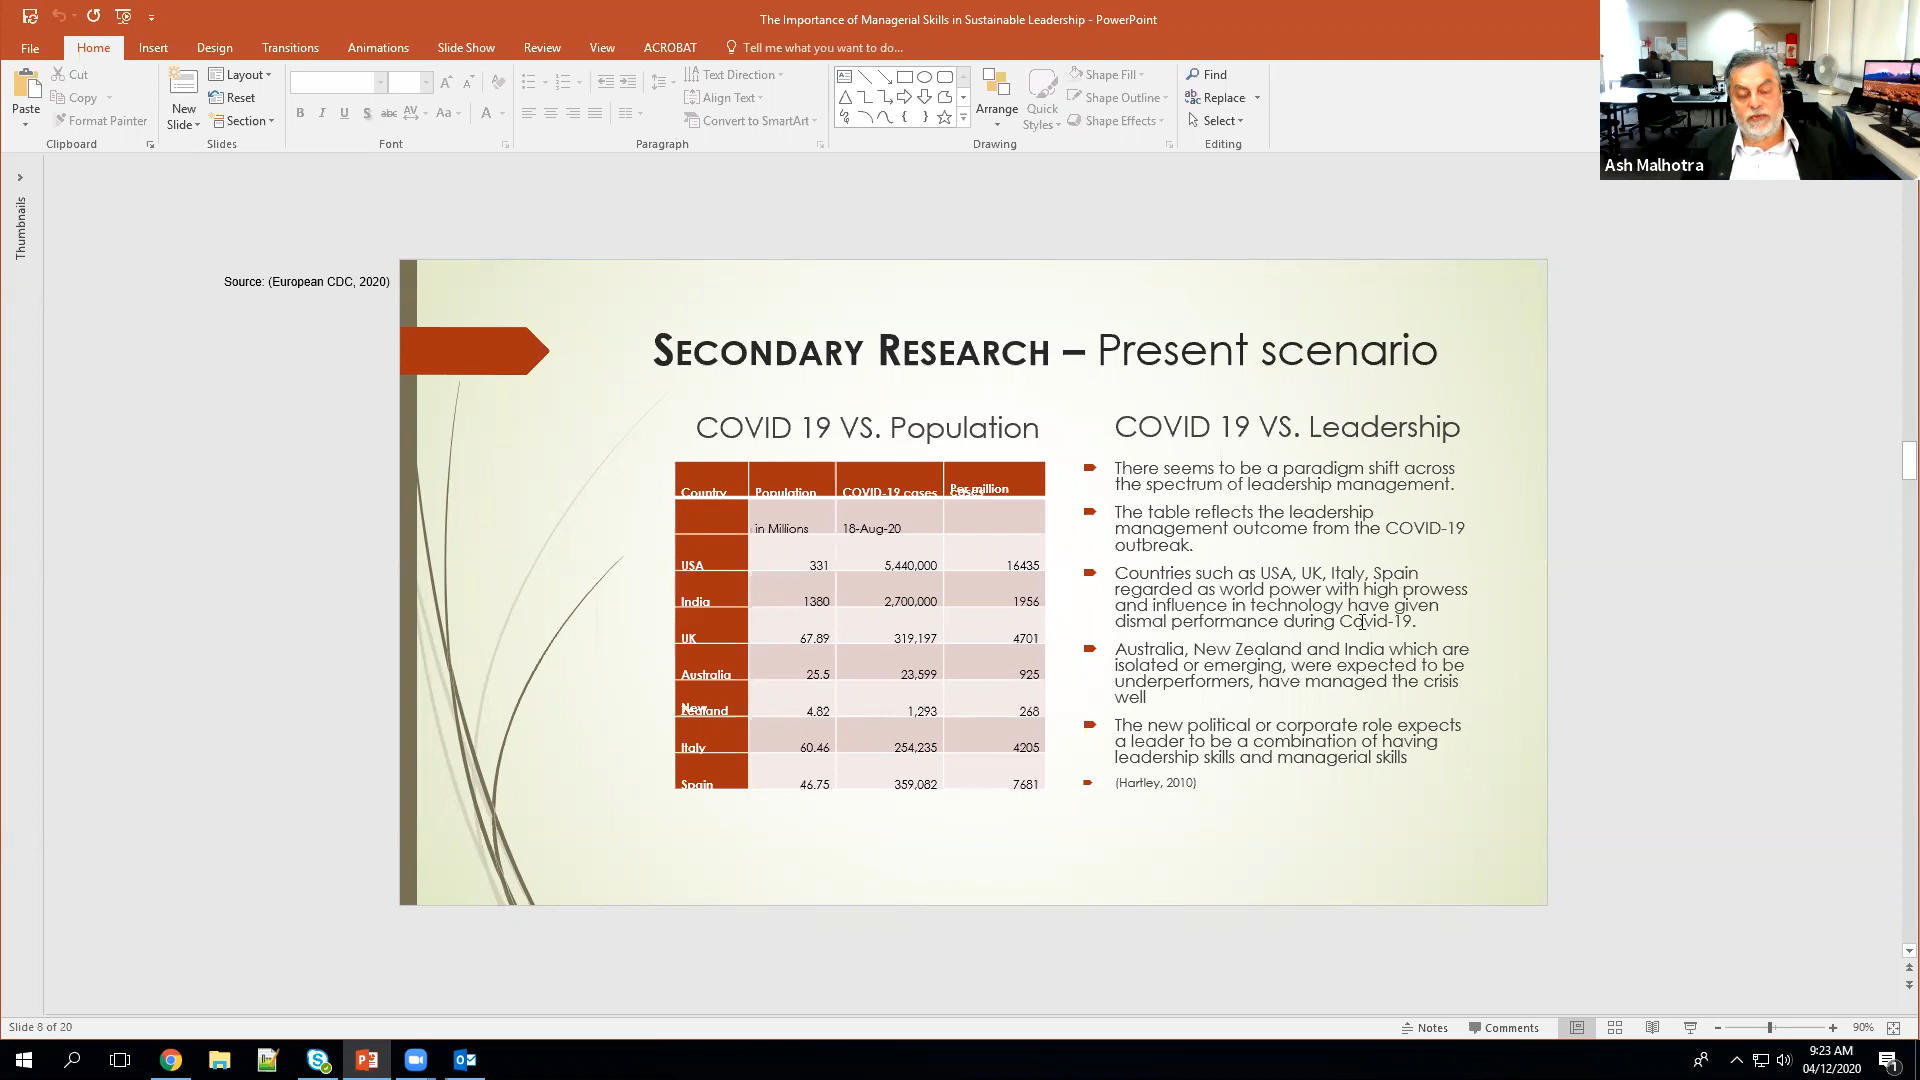 The Importance of Managerial Skills in Sustainable Leadership - PowerPoint
File Home Insert Design Transitions Animations Slide Show Review View ACROBAT Tell me what you want to do...
Paste
Cut
Copy
Format Painter
Clipboard
New
Slide
Layout
Reset
Section
Slides
Font
Text Direction
Align Text
Convert to SmartArt
Paragraph
Arrange
Quick
Styles
Shape Fill
Shape Outline
Shape Effects
Drawing
Find
Replace
Select
Editing
Ash Malhotra
Thumbnails
Source: (European CDC, 2020)
SECONDARY RESEARCH – Present scenario
COVID 19 VS. Population
Country Population COVID-19 cases Per million cases
in Millions 18-Aug-20
USA 331 5,440,000 16435
India 1380 2,700,000 1956
UK 67.89 319,197 4701
Australia 25.5 23,599 925
New Zealand 4.82 1,293 268
Italy 60.46 254,235 4205
Spain 46.75 359,082 7681
COVID 19 VS. Leadership
There seems to be a paradigm shift across
the spectrum of leadership management.
The table reflects the leadership
management outcome from the COVID-19
outbreak.
Countries such as USA, UK, Italy, Spain
regarded as world power with high prowess
and influence in technology have given
dismal performance during Covid-19.
Australia, New Zealand and India which are
isolated or emerging, were expected to be
underperformers, have managed the crisis
well
The new political or corporate role expects
a leader to be a combination of having
leadership skills and managerial skills
(Hartley, 2010)
Slide 8 of 20
Notes
Comments
90%
9:23 AM
04/12/2020